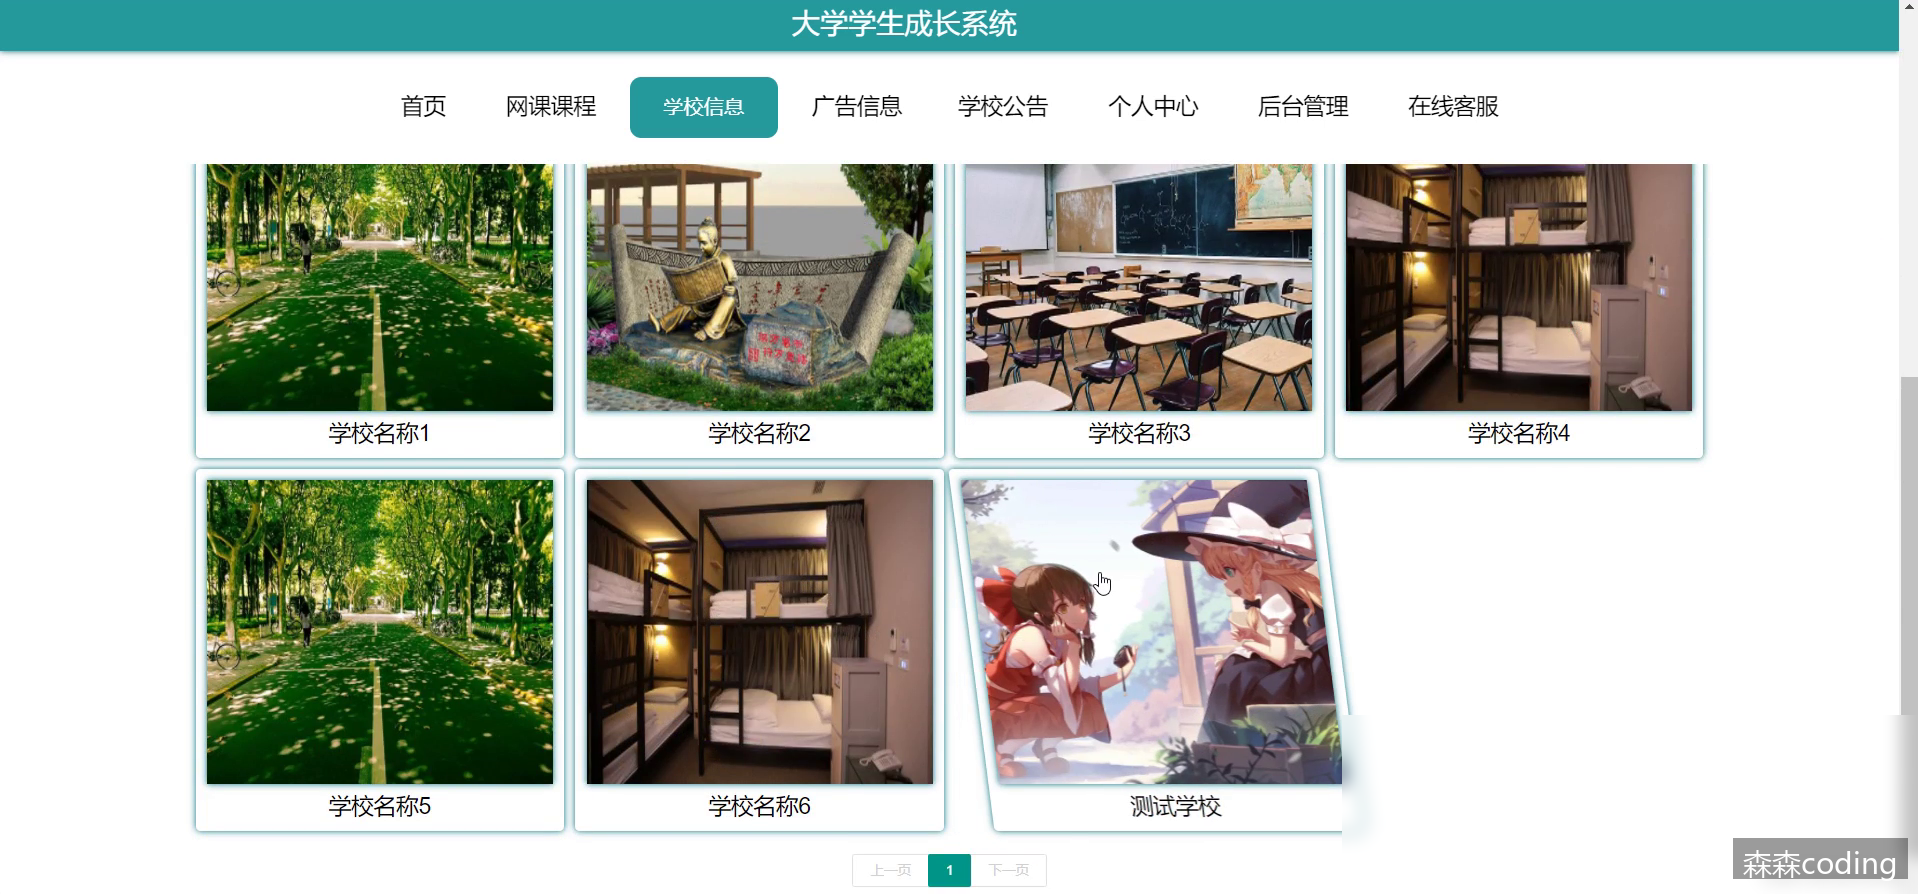 大学学生成长系统
首页 网课课程 学校信息 广告信息 学校公告 个人中心 后台管理 在线客服
学校名称1 学校名称2 学校名称3 学校名称4
学校名称5 学校名称6 测试学校
上一页 1 下一页
森森coding